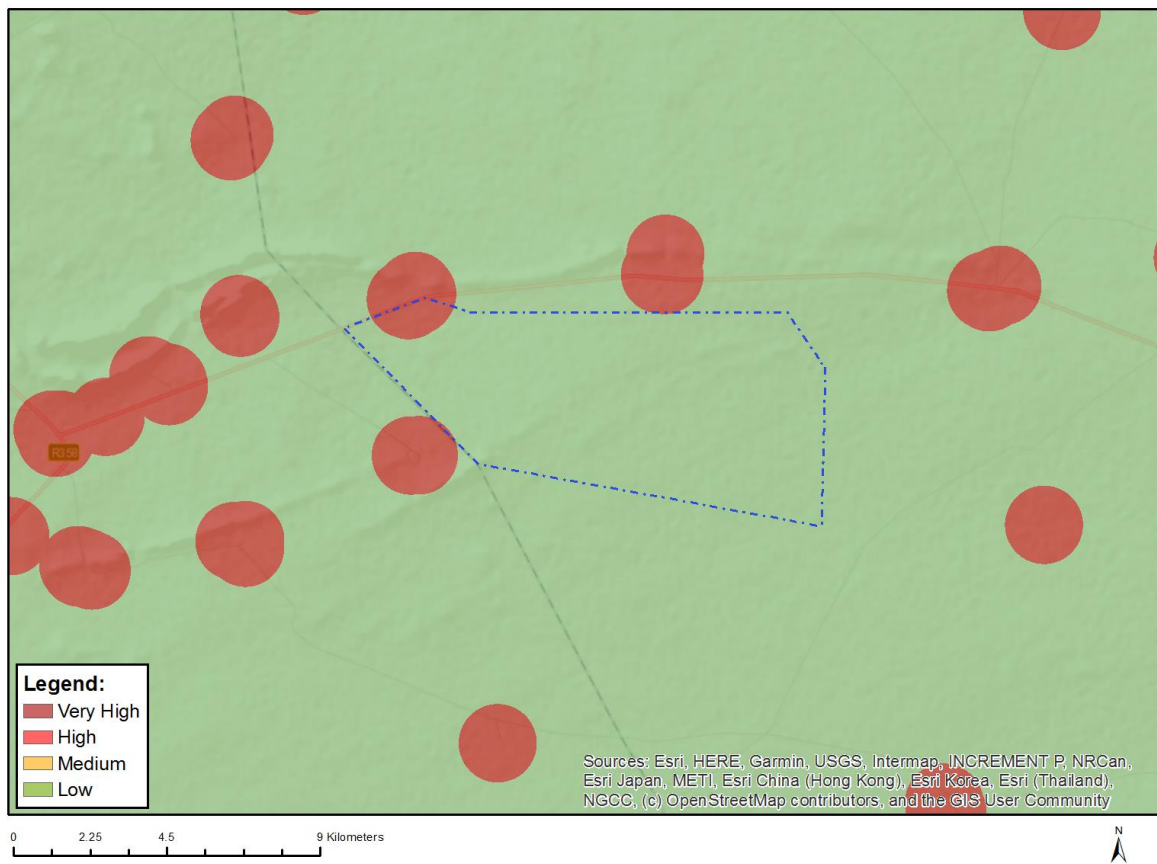 R356
Legend:
Very High
High
Medium
Low
Sources: Esri, HERE, Garmin, USGS, Intermap, INCREMENT P, NRCan,
Esri Japan, METI, Esri China (Hong Kong), Esri Korea, Esri (Thailand),
NGCC, (c) OpenStreetMap contributors, and the GIS User Community
0 2.25 4.5 9 Kilometers
N